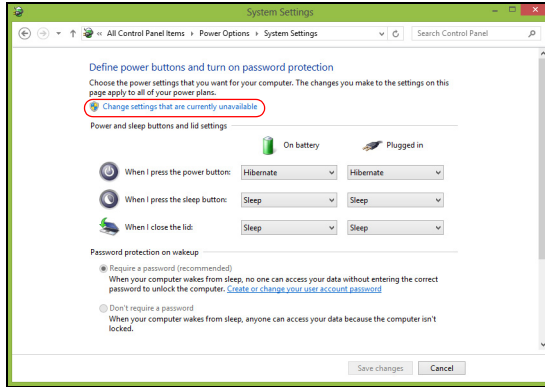 System Settings
« All Control Panel Items Power Options System Settings Search Control Panel
Define power buttons and turn on password protection
Choose the power settings that you want for your computer. The changes you make to the settings on this
page apply to all of your power plans.
Change settings that are currently unavailable
Power and sleep buttons and lid settings
On battery Plugged in
When I press the power button: Hibernate Hibernate
When I press the sleep button: Sleep Sleep
When I close the lid: Sleep Sleep
Password protection on wakeup
Require a password (recommended)
When your computer wakes from sleep, no one can access your data without entering the correct
password to unlock the computer. Create or change your user account password
Don't require a password
When your computer wakes from sleep, anyone can access your data because the computer isn't
locked.
Save changes Cancel